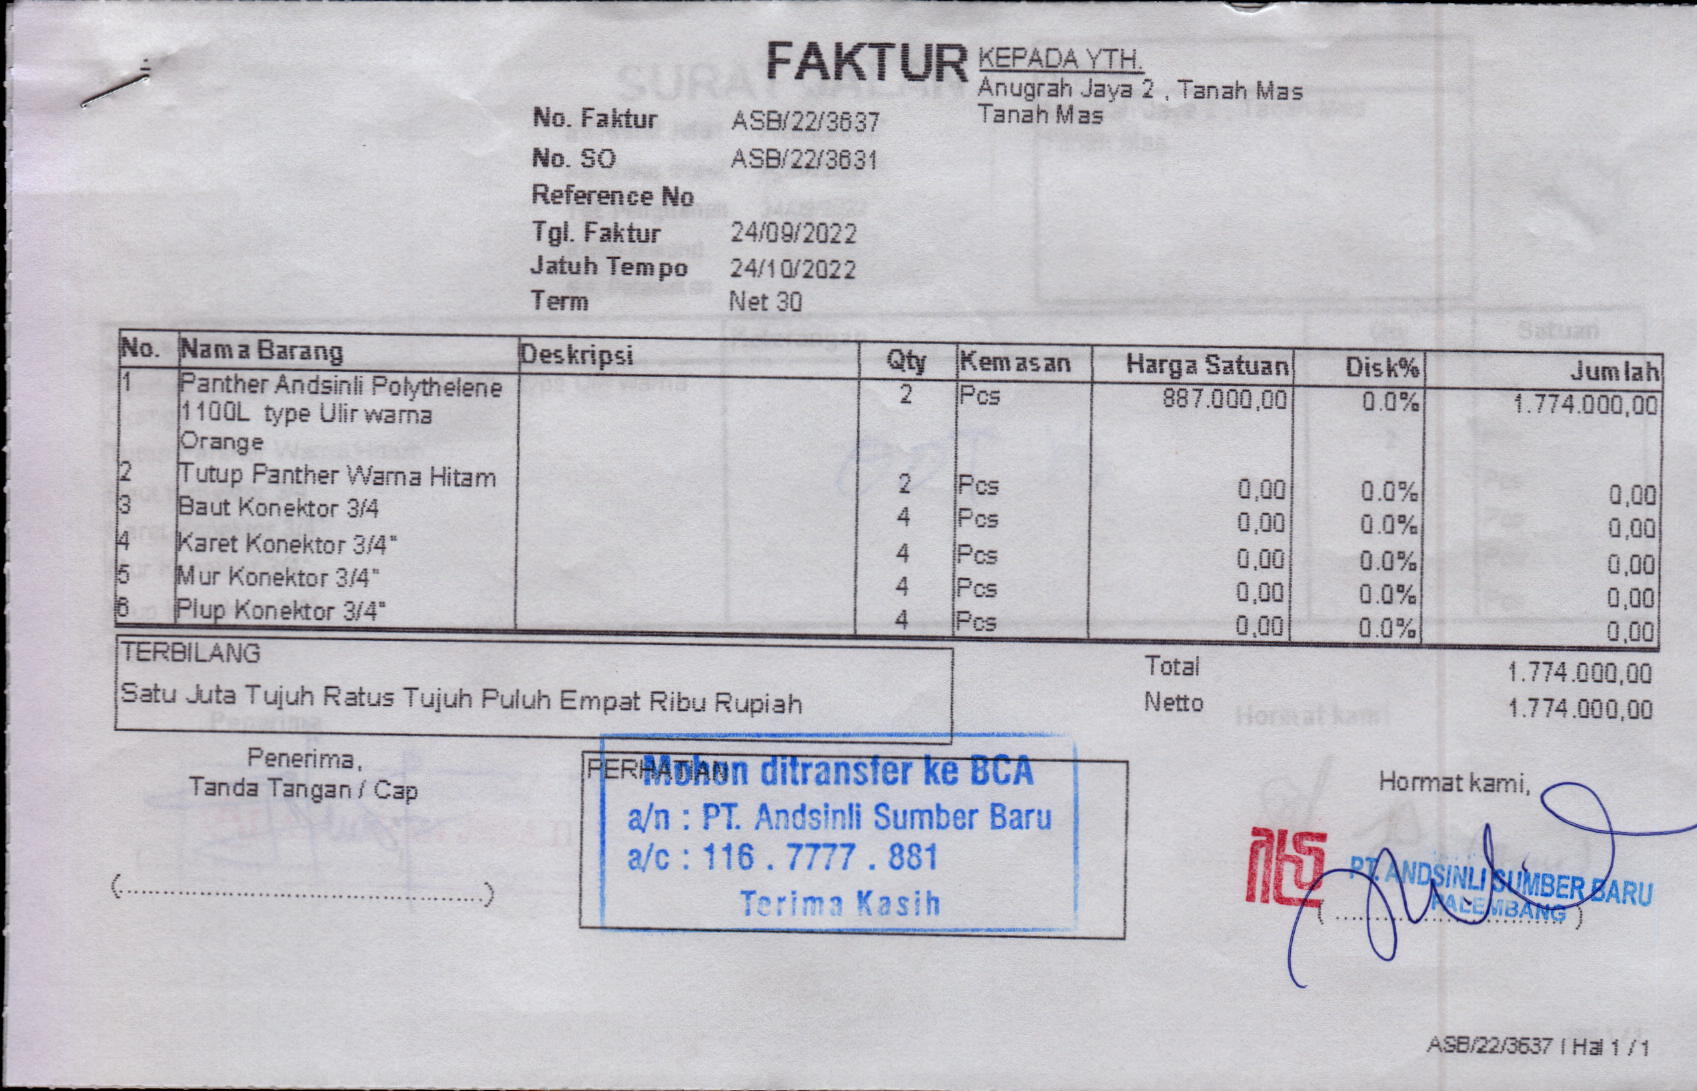 FAKTUR
KEPADA YTH.
Anugrah Jaya 2 , Tanah Mas
Tanah Mas
No. Faktur ASB/22/3637
No. SO ASB/22/3631
Reference No
Tgl. Faktur 24/09/2022
Jatuh Tempo 24/10/2022
Term Net 30
No. Nama Barang Deskripsi Qty Kemasan Harga Satuan Disk% Jumlah
1 Panther Andsinli Polythelene 2 Pcs 887.000,00 0.0% 1.774.000,00
1100L type Ulir warna
Orange
2 Tutup Panther Warna Hitam 2 Pcs 0,00 0.0% 0,00
3 Baut Konektor 3/4 4 Pcs 0,00 0.0% 0,00
4 Karet Konektor 3/4" 4 Pcs 0,00 0.0% 0,00
5 Mur Konektor 3/4" 4 Pcs 0,00 0.0% 0,00
6 Plup Konektor 3/4" 4 Pcs 0,00 0.0% 0,00
TERBILANG
Satu Juta Tujuh Ratus Tujuh Puluh Empat Ribu Rupiah
Total 1.774.000,00
Netto 1.774.000,00
Penerima,
Tanda Tangan / Cap
PERHATIAN
Mohon ditransfer ke BCA
a/n : PT. Andsinli Sumber Baru
a/c : 116 . 7777 . 881
Terima Kasih
Hormat kami,
PT. ANDSINLI SUMBER BARU
PALEMBANG
ASB/22/3637 | Hal 1 / 1